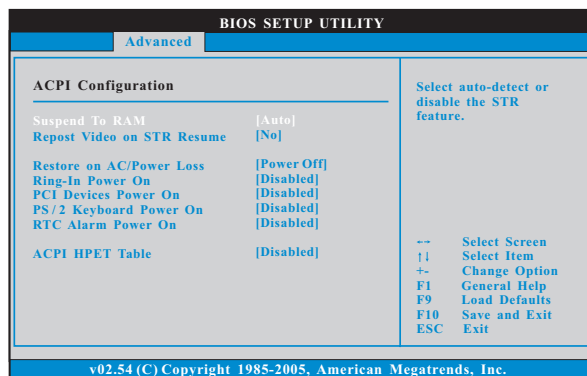 BIOS SETUP UTILITY
Advanced
ACPI Configuration
Suspend To RAM [Auto]
Repost Video on STR Resume [No]
Restore on AC/Power Loss [Power Off]
Ring-In Power On [Disabled]
PCI Devices Power On [Disabled]
PS/2 Keyboard Power On [Disabled]
RTC Alarm Power On [Disabled]
ACPI HPET Table [Disabled]
Select auto-detect or
disable the STR
feature.
←→ Select Screen
↑↓ Select Item
+- Change Option
F1 General Help
F9 Load Defaults
F10 Save and Exit
ESC Exit
v02.54 (C) Copyright 1985-2005, American Megatrends, Inc.